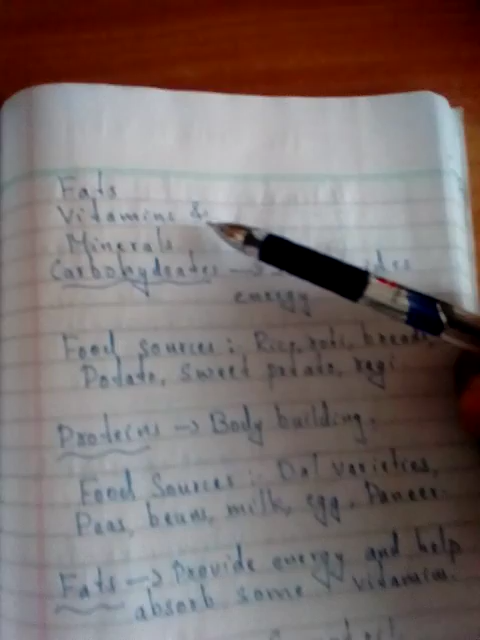 Fats
Vitamins &
Minerals
Carbohydrates ->
energy
Food sources: Rice, roti, breads,
Potato, Sweet potato, ragi
Proteins -> Body building.
Food Sources: Dal varieties,
Peas, beans, milk, egg, Paneer.
Fats -> Provide energy and help
absorb some vitamins.